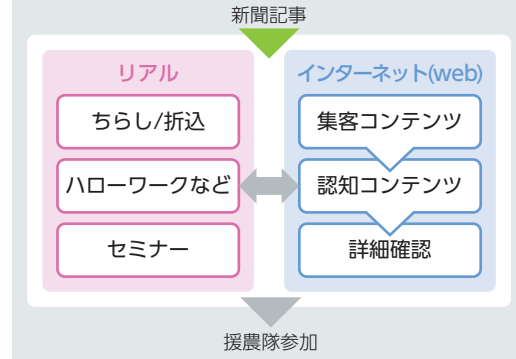 新聞記事
リアル
ちらし/折込
ハローワークなど
セミナー
インターネット(web)
集客コンテンツ
認知コンテンツ
詳細確認
援農隊参加